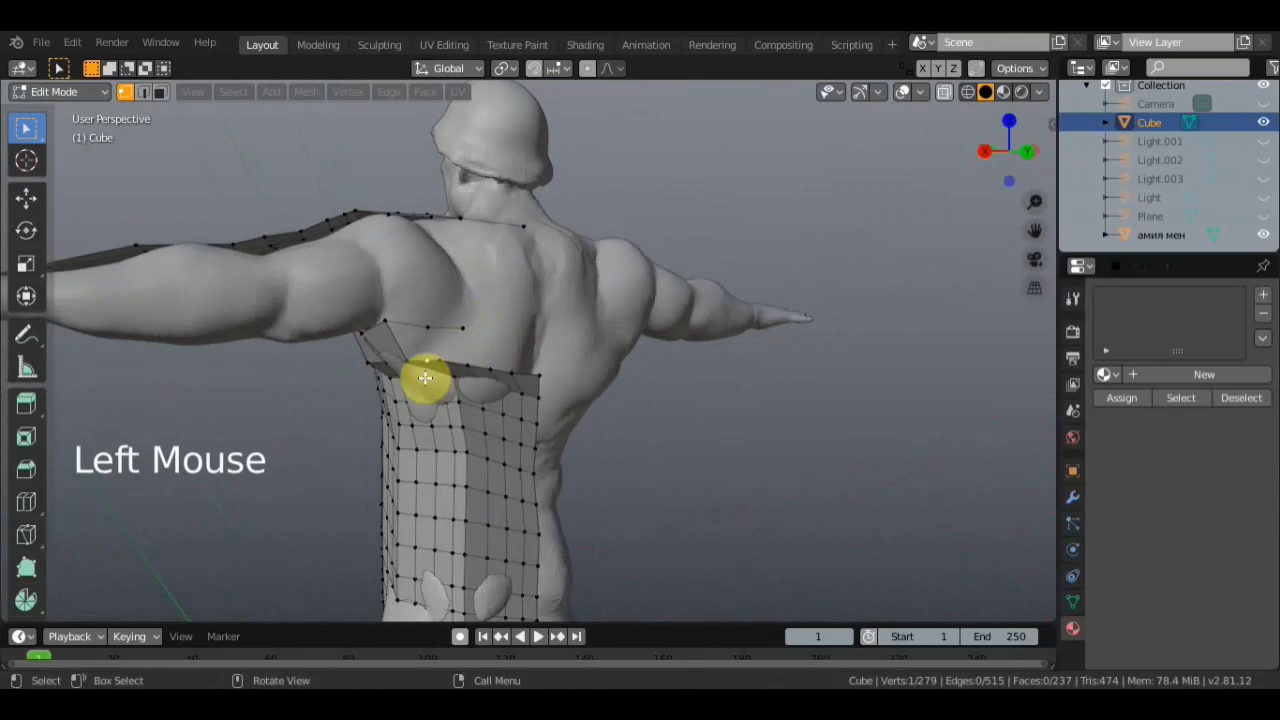 File Edit Render Window Help
Layout Modeling Sculpting UV Editing Texture Paint Shading Animation Rendering Compositing Scripting
Scene
View Layer
Global
X Y Z
Options
Edit Mode
View Select Add Mesh Vertex Edge Face UV
User Perspective
(1) Cube
Z
X
Y
Collection
Camera
Cube
Light.001
Light.002
Light.003
Light
Plane
амия мен
New
Assign Select Deselect
Left Mouse
Playback Keying View Marker
1
Start 1
End 250
1
Select
Box Select
Rotate View
Call Menu
Cube | Verts:1/279 | Edges:0/515 | Faces:0/237 | Tris:474 | Mem: 78.4 MiB | v2.81.12